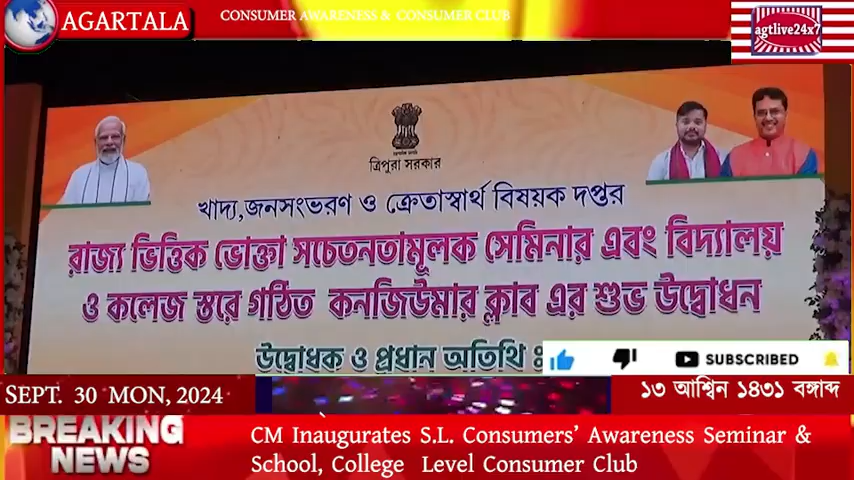 AGARTALA
CONSUMER AWARENESS & CONSUMER CLUB
agtlive24x7
ত্রিপুরা সরকার
খাদ্য,জনসংভরণ ও ক্রেতাস্বার্থ বিষয়ক দপ্তর
রাজ্য ভিত্তিক ভোক্তা সচেতনতামূলক সেমিনার এবং বিদ্যালয়
ও কলেজ স্তরে গঠিত কনজিউমার ক্লাব এর শুভ উদ্বোধন
উদ্বোধক ও প্রধান অতিথি ঃ
SUBSCRIBED
SEPT. 30 MON, 2024
১৩ আশ্বিন ১৪৩১ বঙ্গাব্দ
BREAKING
NEWS
CM Inaugurates S.L. Consumers’ Awareness Seminar &
School, College Level Consumer Club